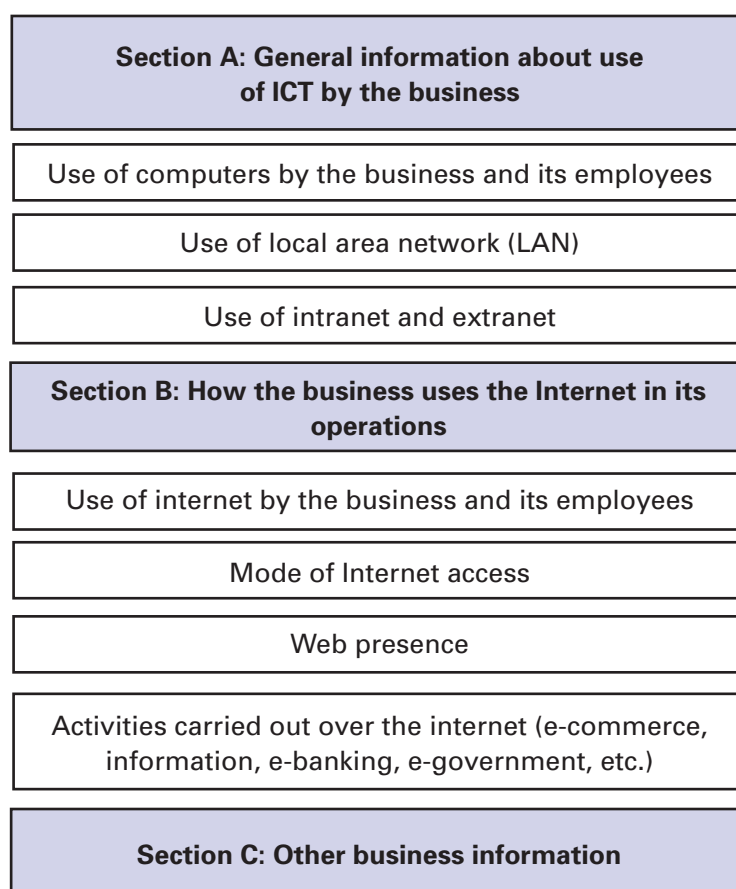 Section A: General information about use
of ICT by the business
Use of computers by the business and its employees
Use of local area network (LAN)
Use of intranet and extranet
Section B: How the business uses the Internet in its
operations
Use of internet by the business and its employees
Mode of Internet access
Web presence
Activities carried out over the internet (e-commerce,
information, e-banking, e-government, etc.)
Section C: Other business information